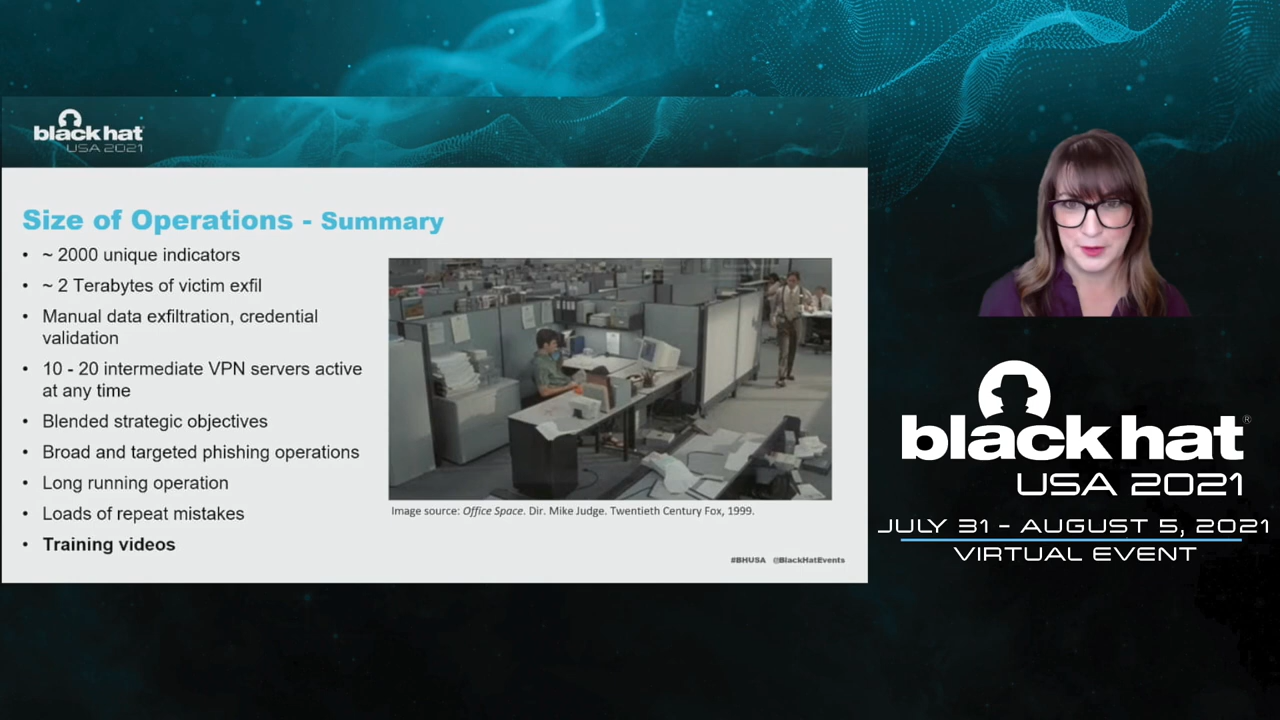 black hat
USA 2021
Size of Operations - Summary
• ~ 2000 unique indicators
• ~ 2 Terabytes of victim exfil
• Manual data exfiltration, credential
validation
• 10 - 20 intermediate VPN servers active
at any time
• Blended strategic objectives
• Broad and targeted phishing operations
• Long running operation
• Loads of repeat mistakes
• Training videos
Image source: Office Space. Dir. Mike Judge. Twentieth Century Fox, 1999.
#BHUSA @BlackHatEvents
black hat®
USA 2021
JULY 31 - AUGUST 5, 2021
VIRTUAL EVENT